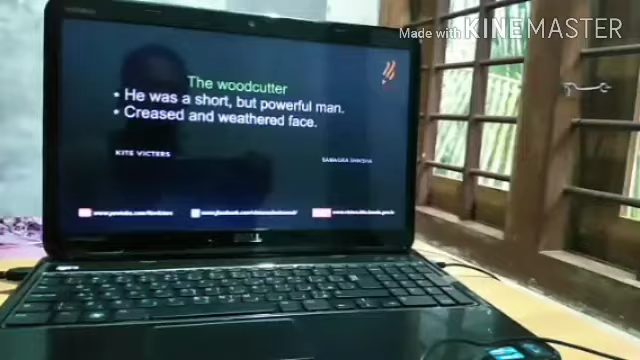 Made with KINEMASTER
The woodcutter
• He was a short, but powerful man.
• Creased and weathered face.
KITE VICTERS
SAMAGRA SHIKSHA
DELL